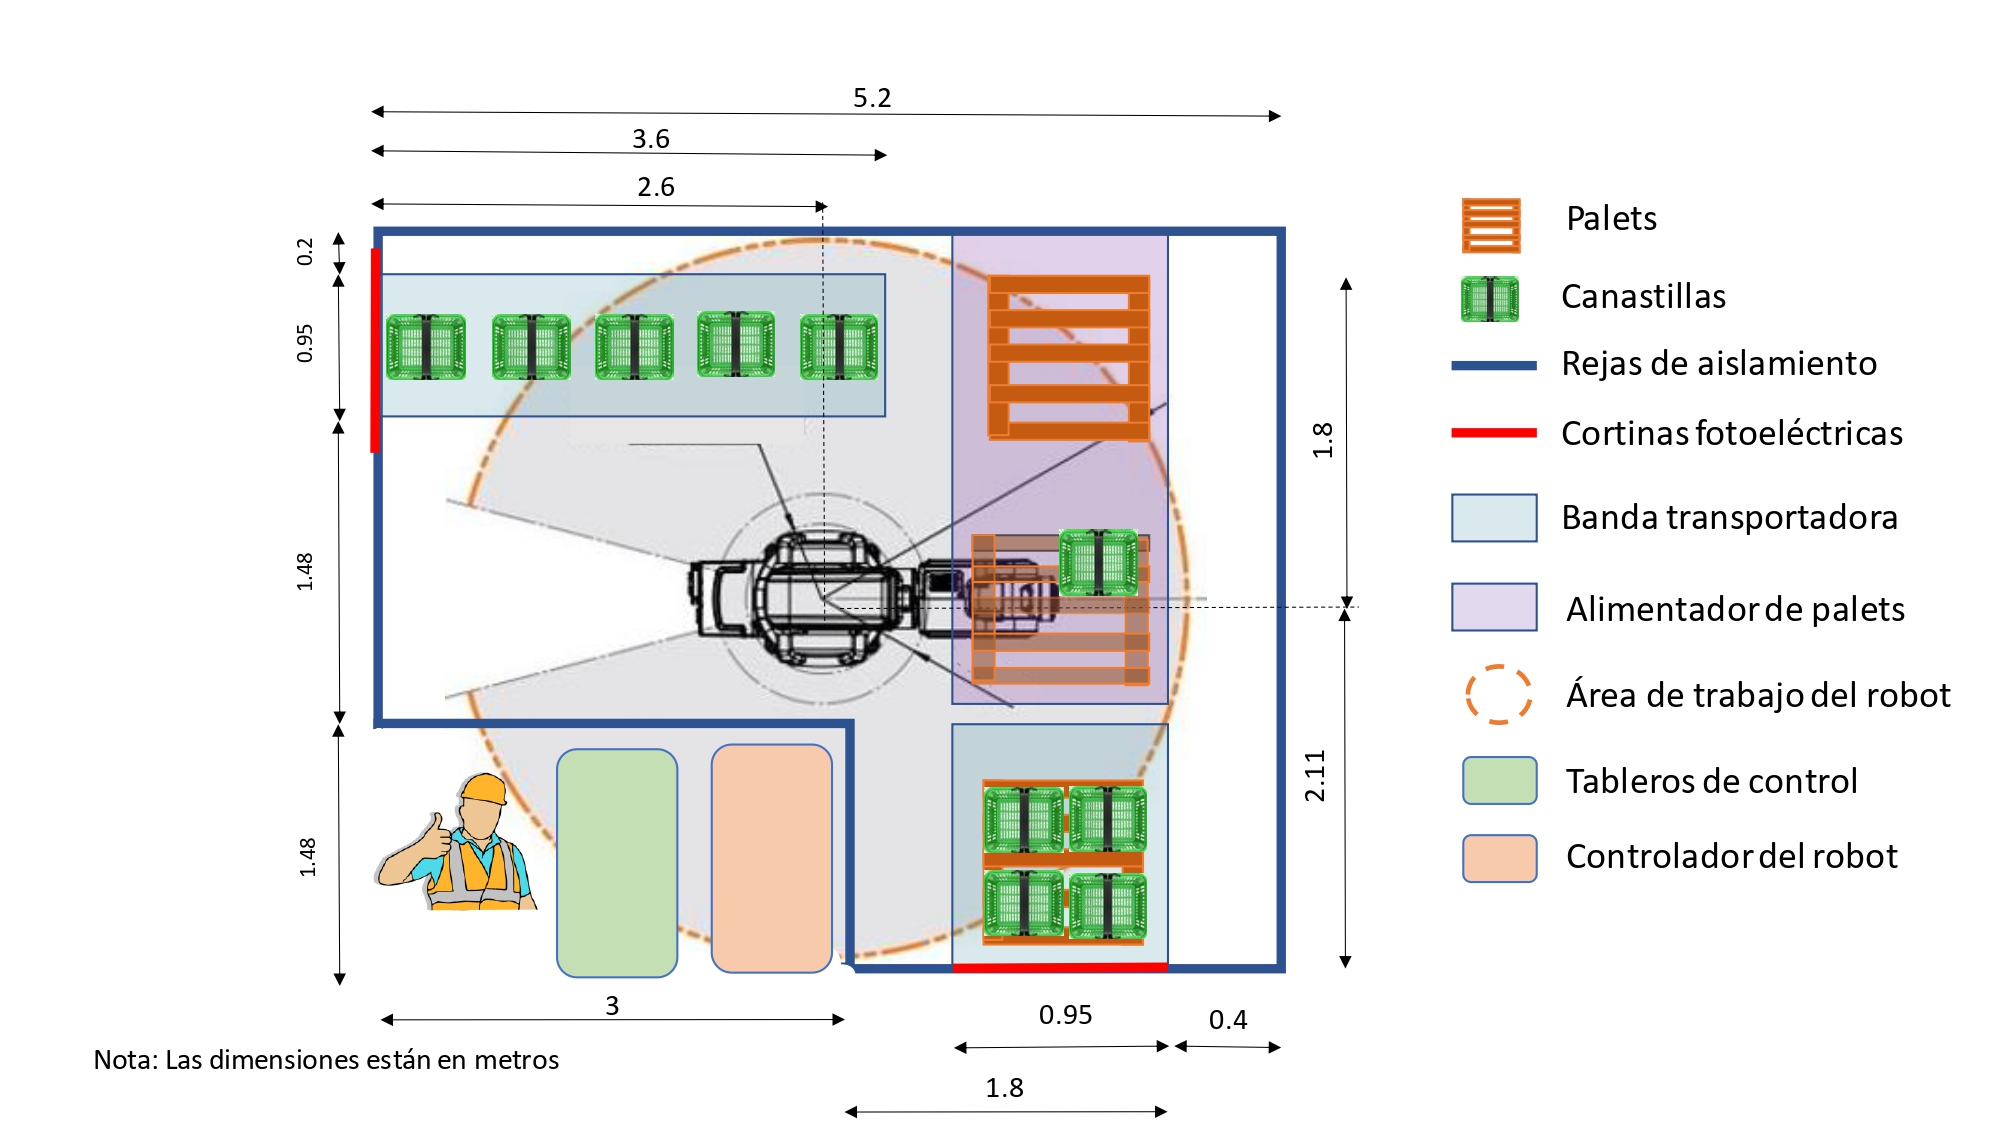 5.2
3.6
2.6
0.2
0.95
1.48
1.48
1.8
2.11
3
0.95
0.4
1.8
Nota: Las dimensiones están en metros
Palets
Canastillas
Rejas de aislamiento
Cortinas fotoeléctricas
Banda transportadora
Alimentador de palets
Área de trabajo del robot
Tableros de control
Controlador del robot